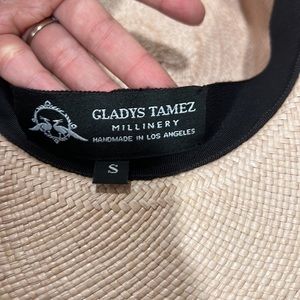 GLADYS TAMEZ
MILLINERY
HANDMADE IN LOS ANGELES
S